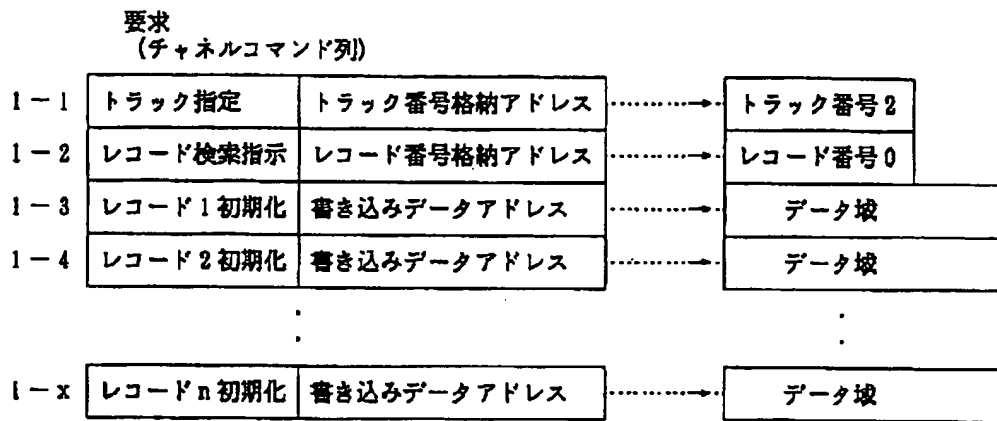 要求
(チャネルコマンド列)
1－1 トラック指定 トラック番号格納アドレス トラック番号2
1－2 レコード検索指示 レコード番号格納アドレス レコード番号0
1－3 レコード1初期化 書き込みデータアドレス データ域
1－4 レコード2初期化 書き込みデータアドレス データ域
1－x レコードn初期化 書き込みデータアドレス データ域